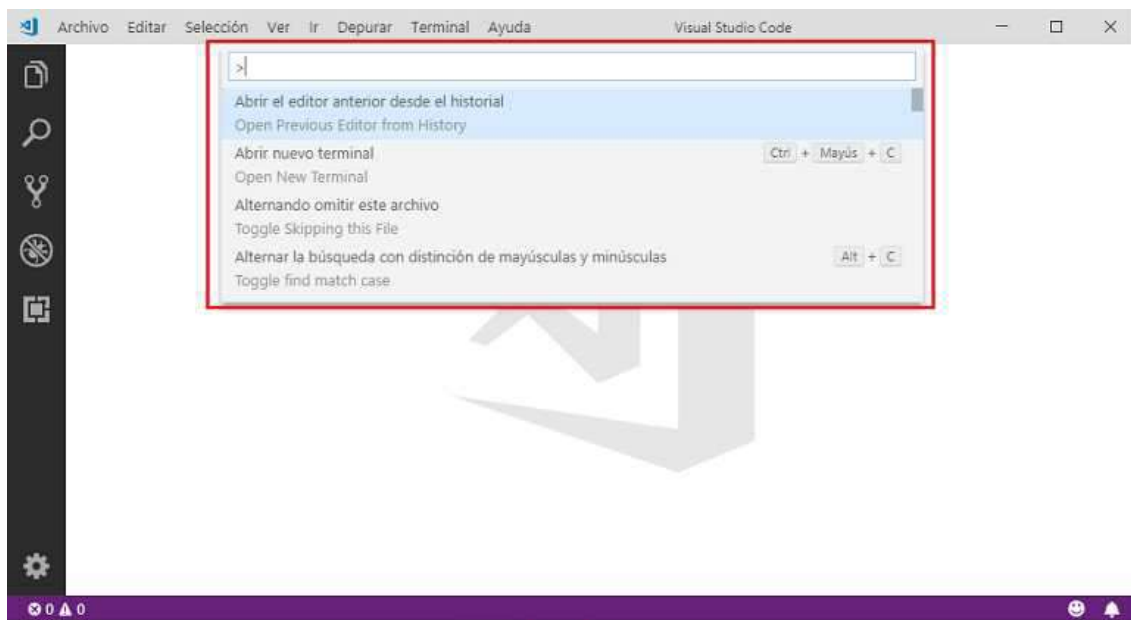 Archivo Editar Selección Ver Ir Depurar Terminal Ayuda Visual Studio Code
>
Abrir el editor anterior desde el historial
Open Previous Editor from History
Abrir nuevo terminal Ctrl + Mayús + C
Open New Terminal
Alternando omitir este archivo
Toggle Skipping this File
Alternar la búsqueda con distinción de mayúsculas y minúsculas Alt + C
Toggle find match case
0 0